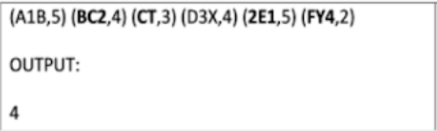 (A1B,5) (BC2,4) (CT,3) (D3X,4) (2E1,5) (FY4,2)
OUTPUT:
4